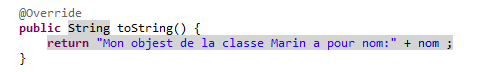 @Override
public String toString() {
return "Mon objest de la classe Marin a pour nom:" + nom ;
}